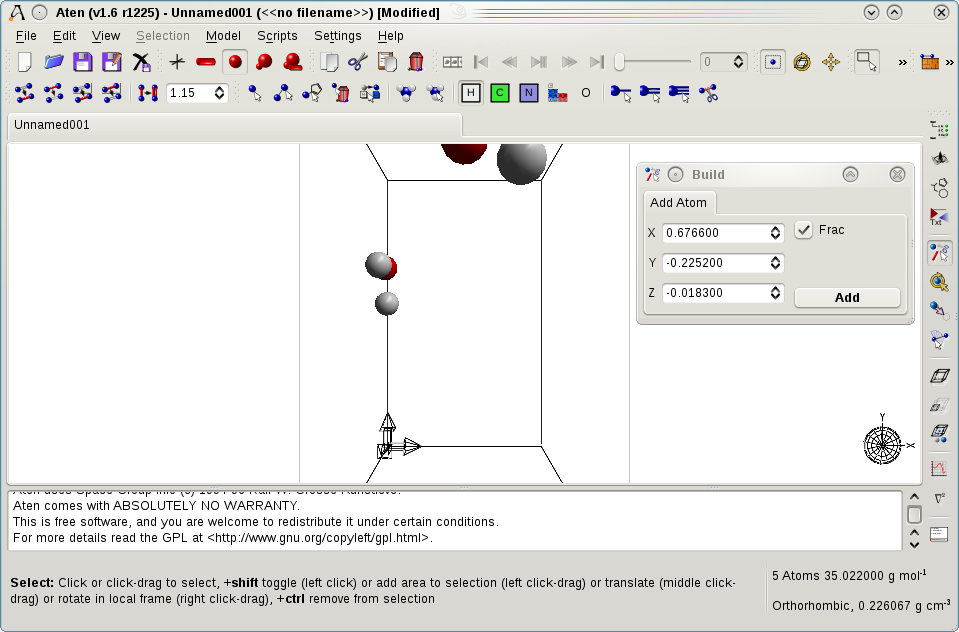 Aten (v1.6 r1225) - Unnamed001 (<<no filename>>) [Modified]
File Edit View Selection Model Scripts Settings Help
0
1.15
H C N O
Unnamed001
Build
Add Atom
X 0.676600 Frac
Y -0.225200
Z -0.018300 Add
Txt
Y
X
Aten comes with ABSOLUTELY NO WARRANTY.
This is free software, and you are welcome to redistribute it under certain conditions.
For more details read the GPL at <http://www.gnu.org/copyleft/gpl.html>.
Select: Click or click-drag to select, +shift toggle (left click) or add area to selection (left click-drag) or translate (middle click-
drag) or rotate in local frame (right click-drag), +ctrl remove from selection
5 Atoms 35.022000 g mol-1
Orthorhombic, 0.226067 g cm-3